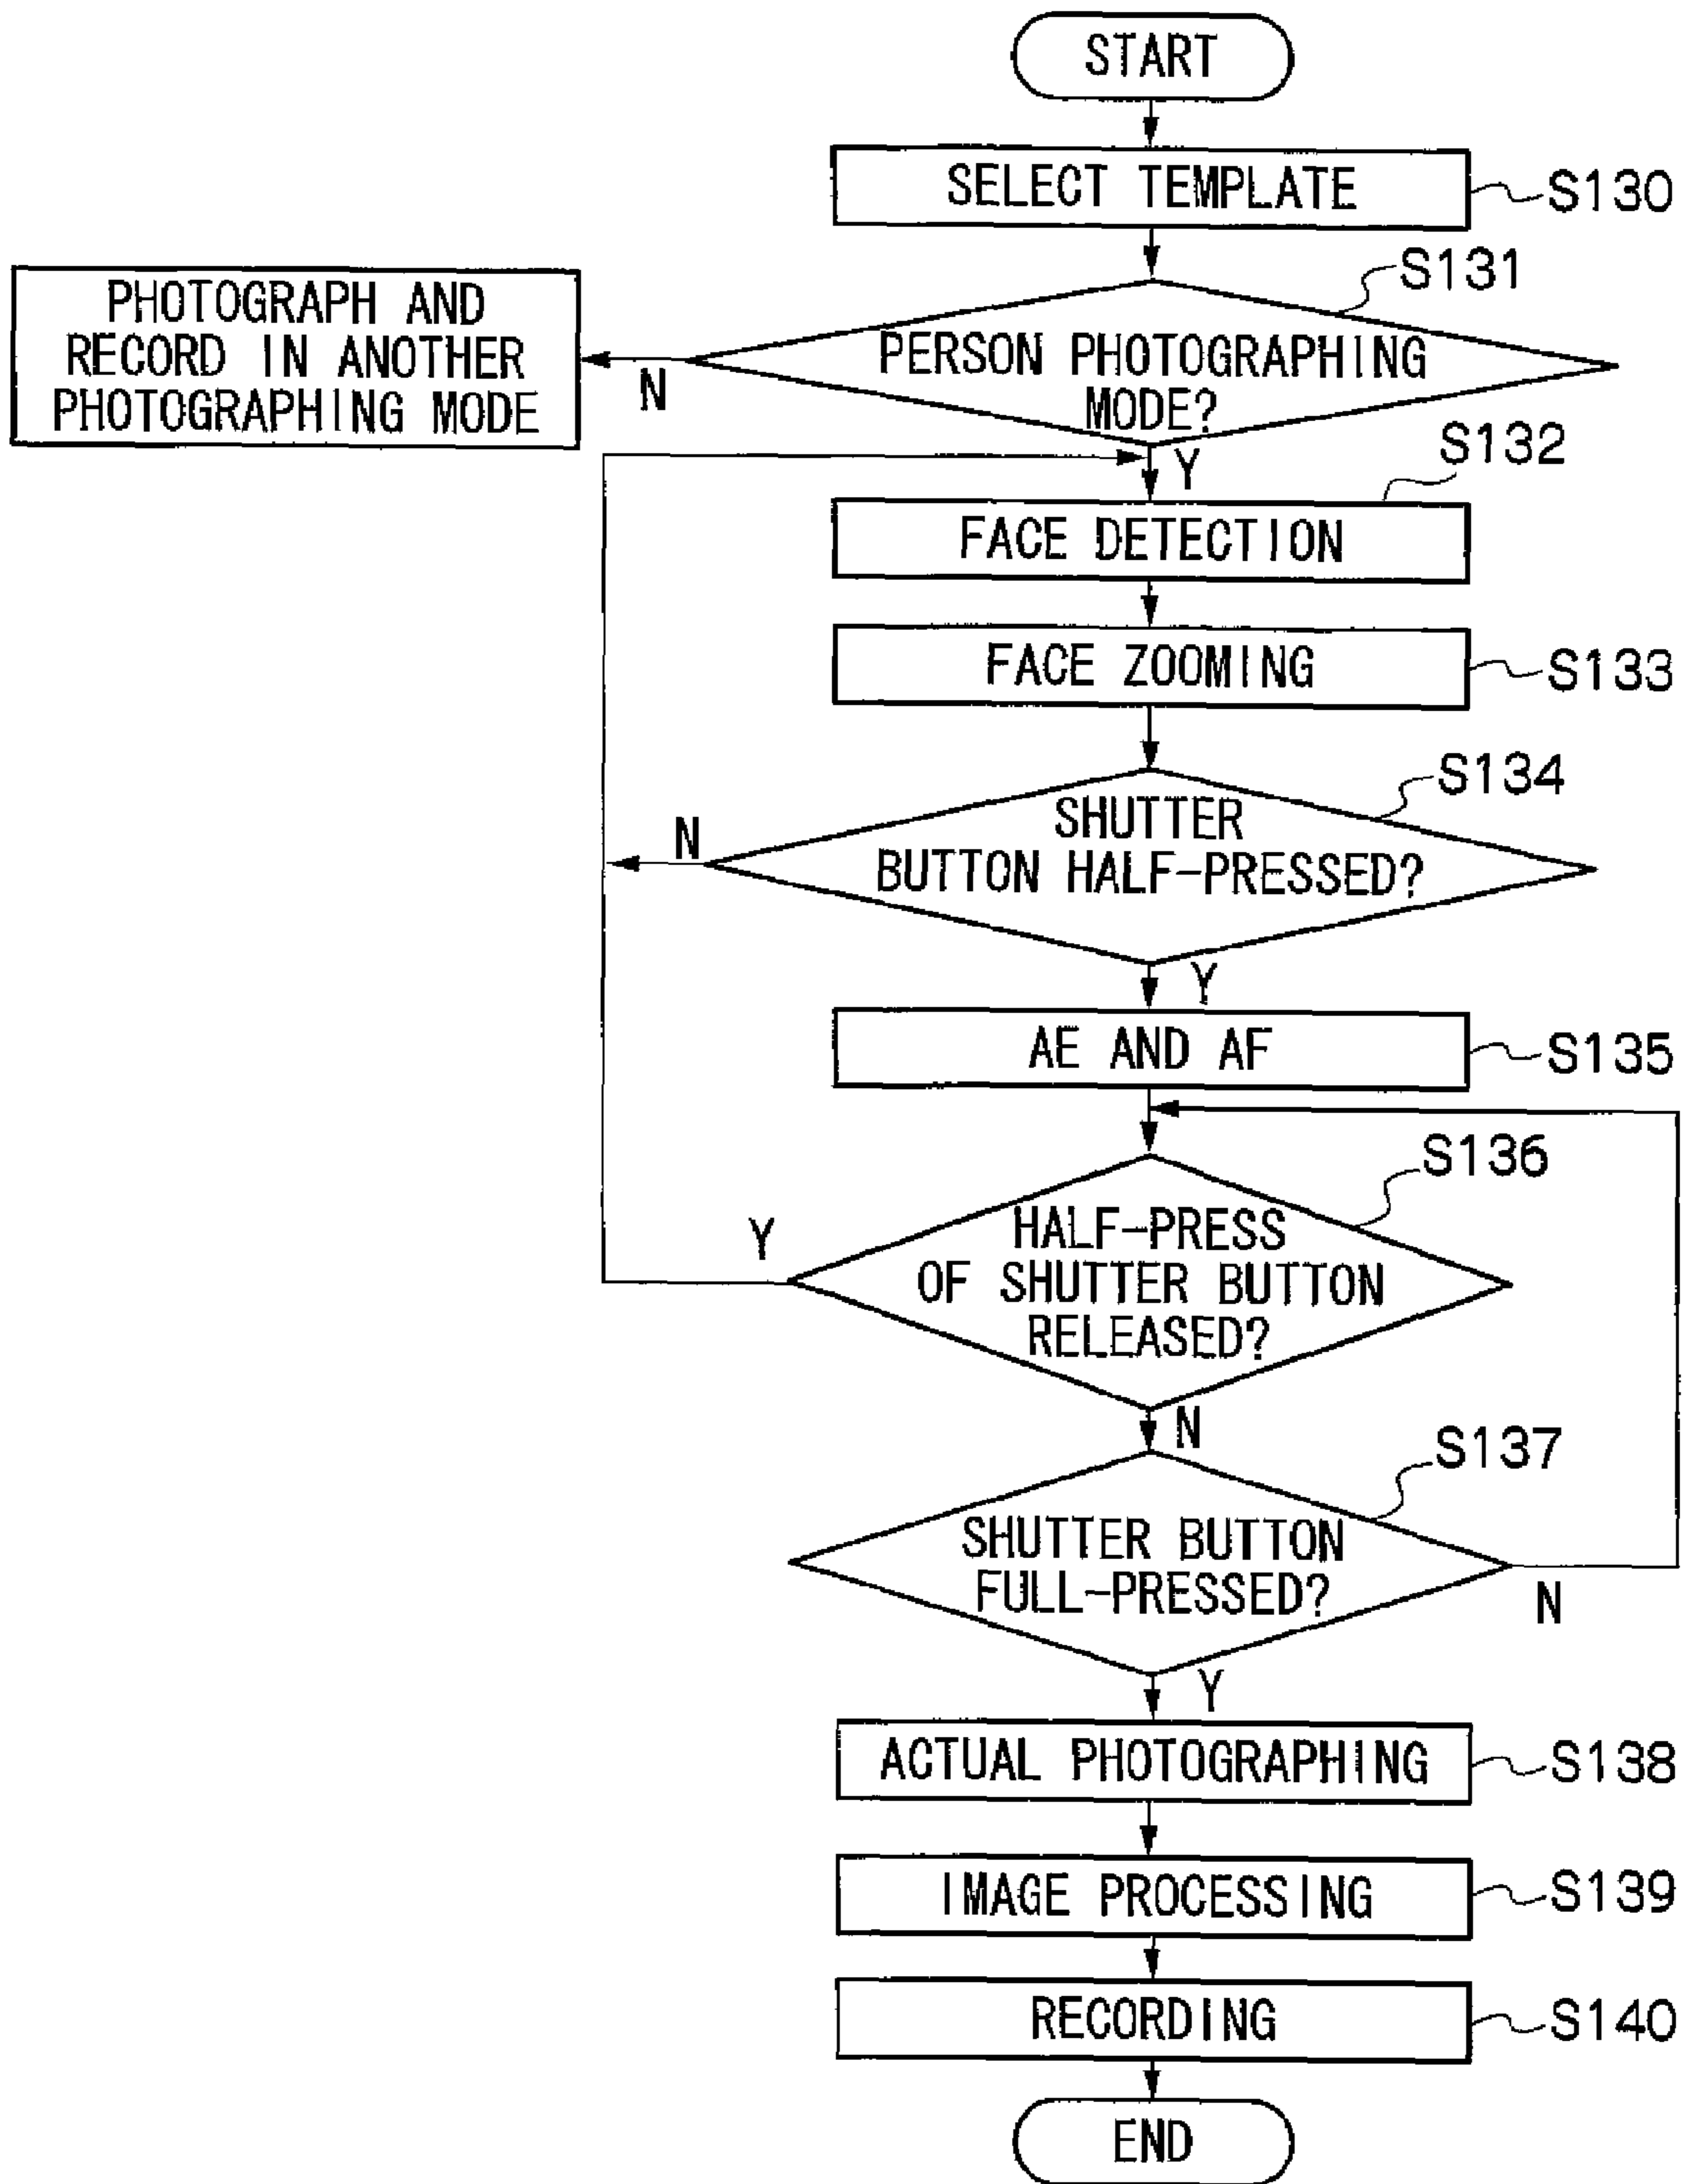 START
SELECT TEMPLATE
S130
S131
PHOTOGRAPH AND
RECORD IN ANOTHER
PHOTOGRAPHING MODE
N
PERSON PHOTOGRAPHING
MODE?
Y
S132
FACE DETECTION
FACE ZOOMING
S133
S134
N
SHUTTER
BUTTON HALF-PRESSED?
Y
AE AND AF
S135
S136
Y
HALF-PRESS
OF SHUTTER BUTTON
RELEASED?
N
S137
SHUTTER BUTTON
FULL-PRESSED?
N
Y
ACTUAL PHOTOGRAPHING
S138
IMAGE PROCESSING
S139
RECORDING
S140
END